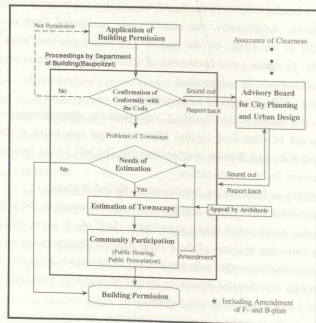 Not Permission
Application of
Building Permission
Assurance of Clearness
Proceedings by Department
of Building(Baupolizei)
No
Confirmation of
Conformity with
the Code
Sound out
Report back
Advisory Board
for City Planning
and Urban Design
Problems of Townscape
No
Needs of
Estimation
Sound out
Report back
Yes
Estimation of Townscape
Appeal by Architects
Community Participation
(Public Hearing,
Public Presentation)
Amendment*
Building Permission
* Including Amendment
of F- and B-plan